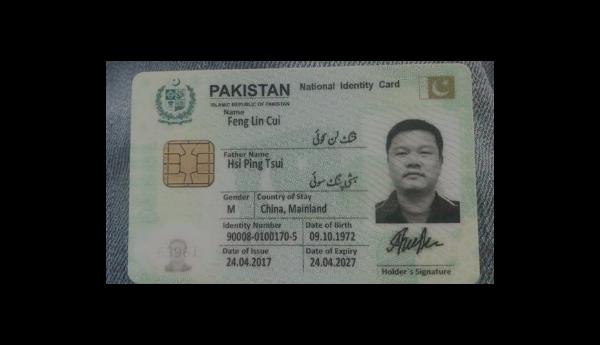 PAKISTAN National Identity Card
ISLAMIC REPUBLIC OF PAKISTAN
Name
Feng Lin Cui
فنگ لن کوئی
Father Name
Hsi Ping Tsui
ہسی پنگ سوئی
Gender Country of Stay
M China, Mainland
Identity Number Date of Birth
90008-0100170-5 09.10.1972
Date of Issue Date of Expiry
24.04.2017 24.04.2027
Holder's Signature